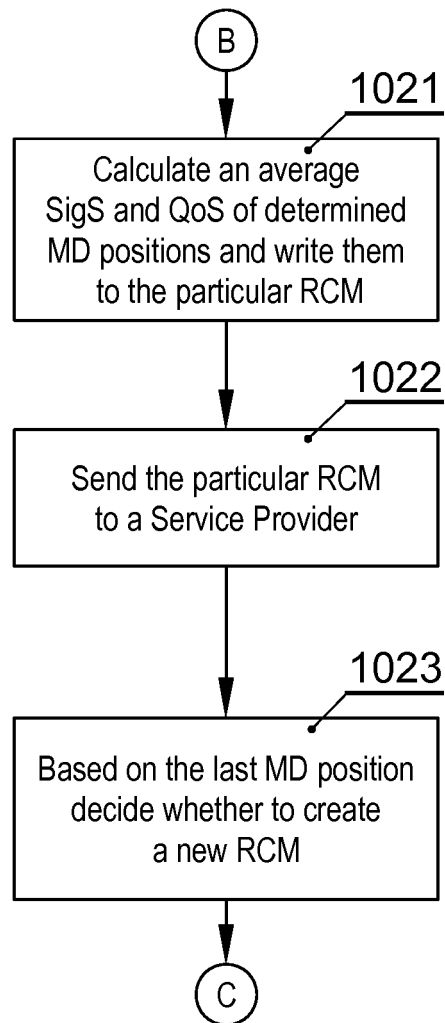 B
1021
Calculate an average
SigS and QoS of determined
MD positions and write them
to the particular RCM
1022
Send the particular RCM
to a Service Provider
1023
Based on the last MD position
decide whether to create
a new RCM
C